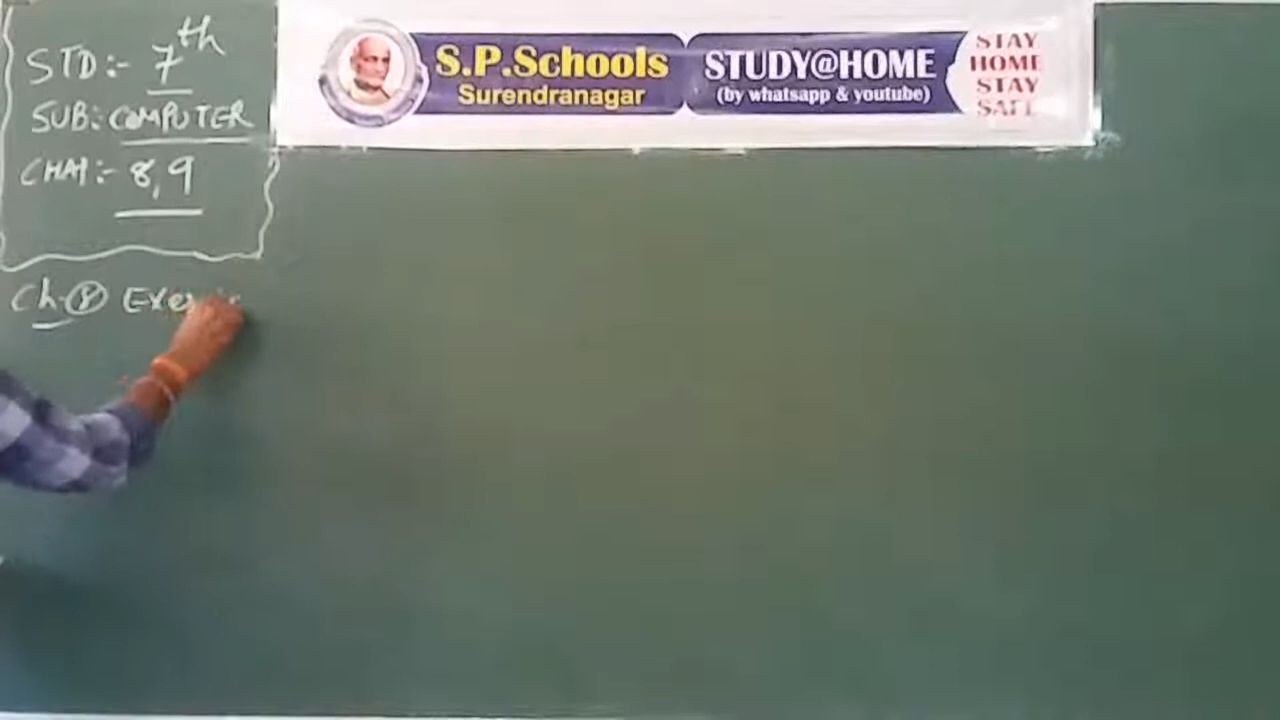 STD:- 7th
SUB: COMPUTER
CHAP:- 8,9
S.P.Schools
Surendranagar
STUDY@HOME
(by whatsapp & youtube)
STAY
HOME
STAY
SAFE
Ch-8